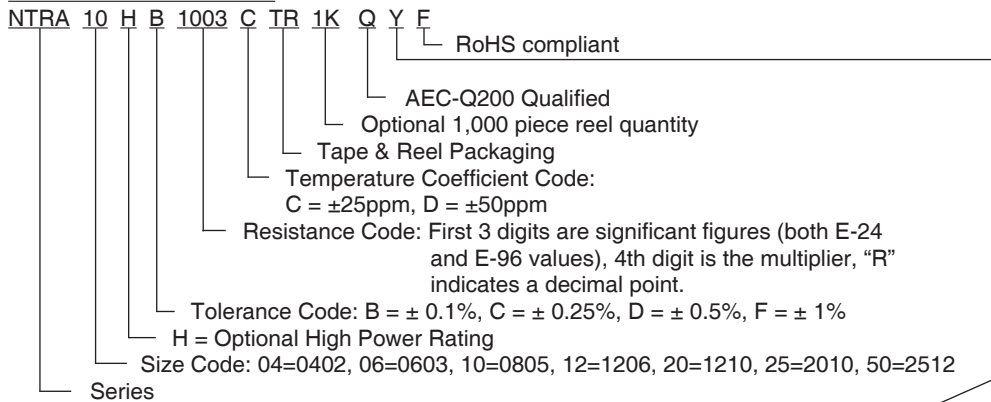 NTRA 10 H B 1003 C TR 1K Q Y F
RoHS compliant
AEC-Q200 Qualified
Optional 1,000 piece reel quantity
Tape & Reel Packaging
Temperature Coefficient Code:
C = ±25ppm, D = ±50ppm
Resistance Code: First 3 digits are significant figures (both E-24
and E-96 values), 4th digit is the multiplier, “R”
indicates a decimal point.
Tolerance Code: B = ± 0.1%, C = ± 0.25%, D = ± 0.5%, F = ± 1%
H = Optional High Power Rating
Size Code: 04=0402, 06=0603, 10=0805, 12=1206, 20=1210, 25=2010, 50=2512
Series